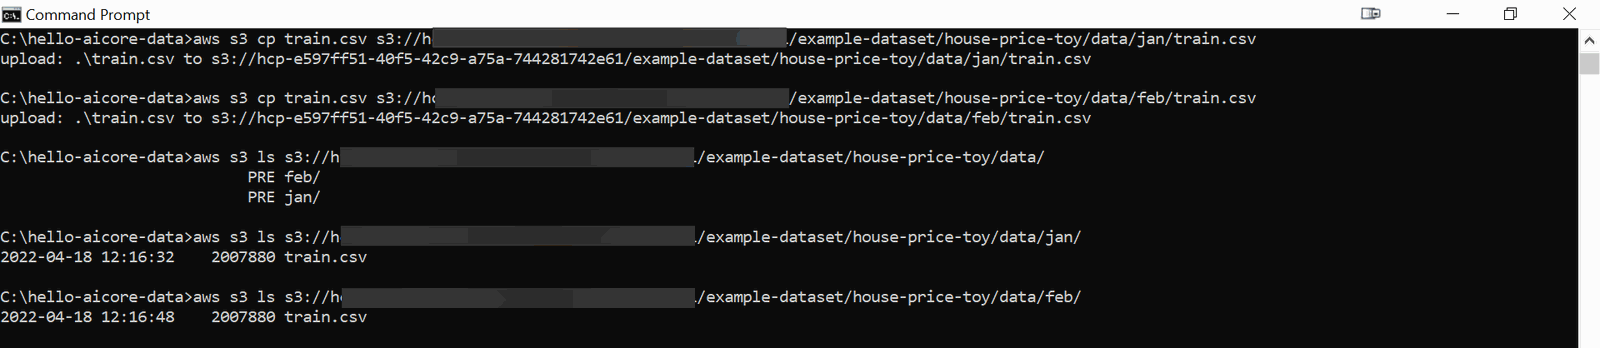 Command Prompt
C:\hello-aicore-data>aws s3 cp train.csv s3://h /example-dataset/house-price-toy/data/jan/train.csv
upload: .\train.csv to s3://hcp-e597ff51-40f5-42c9-a75a-744281742e61/example-dataset/house-price-toy/data/jan/train.csv
C:\hello-aicore-data>aws s3 cp train.csv s3://hc /example-dataset/house-price-toy/data/feb/train.csv
upload: .\train.csv to s3://hcp-e597ff51-40f5-42c9-a75a-744281742e61/example-dataset/house-price-toy/data/feb/train.csv
C:\hello-aicore-data>aws s3 ls s3://h /example-dataset/house-price-toy/data/
PRE feb/
PRE jan/
C:\hello-aicore-data>aws s3 ls s3://h /example-dataset/house-price-toy/data/jan/
2022-04-18 12:16:32 2007880 train.csv
C:\hello-aicore-data>aws s3 ls s3://h /example-dataset/house-price-toy/data/feb/
2022-04-18 12:16:48 2007880 train.csv